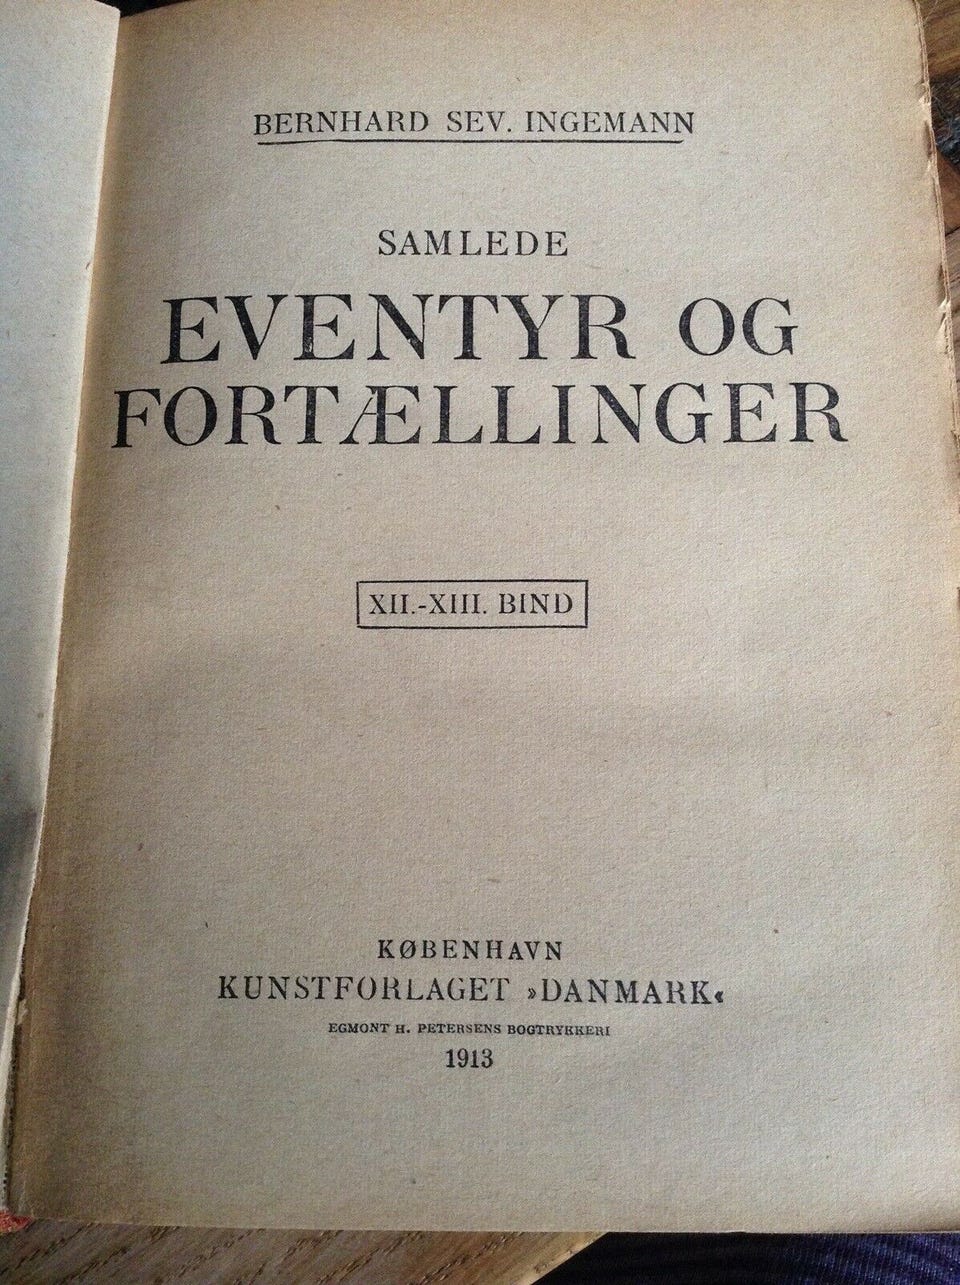 BERNHARD SEV. INGEMANN
SAMLEDE
EVENTYR OG
FORTÆLLINGER
XII.-XIII. BIND
KØBENHAVN
KUNSTFORLAGET »DANMARK«
EGMONT H. PETERSENS BOGTRYKKERI
1913